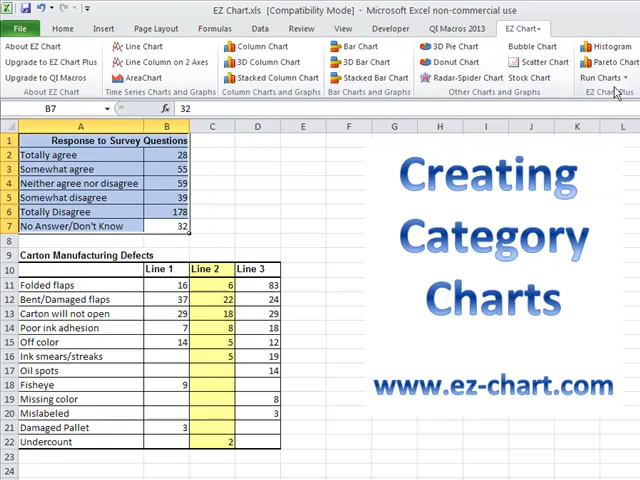 EZ Chart.xls [Compatibility Mode] - Microsoft Excel non-commercial use
File Home Insert Page Layout Formulas Data Review View QI Macros 2013 EZ Chart+
About EZ Chart Line Chart Column Chart Bar Chart 3D Pie Chart Bubble Chart Histogram
Upgrade to EZ Chart Plus Line Column on 2 Axes 3D Column Chart 3D Bar Chart Donut Chart Scatter Chart Pareto Chart
Upgrade to QI Macros AreaChart Stacked Column Chart Stacked Bar Chart Radar-Spider Chart Stock Chart Run Charts
About EZ Chart Time Series Charts and Graphs Column Charts and Graphs Bar Charts and Graphs Other Charts and Graphs EZ Chart Plus
B7 fx 32
A B C D E F G H I J K L
1 Response to Survey Questions
2 Totally agree 28
3 Somewhat agree 55
4 Neither agree nor disagree 59
5 Somewhat disagree 39
6 Totally Disagree 178
7 No Answer/Don't Know 32
8
9 Carton Manufacturing Defects
10 Line 1 Line 2 Line 3
11 Folded flaps 16 6 83
12 Bent/Damaged flaps 37 22 24
13 Carton will not open 29 18 29
14 Poor ink adhesion 7 8 18
15 Off color 14 5 12
16 Ink smears/streaks 5 19
17 Oil spots 14
18 Fisheye 9
19 Missing color 8
20 Mislabeled 3
21 Damaged Pallet 3
22 Undercount 2
23
24
Creating
Category
Charts
www.ez-chart.com